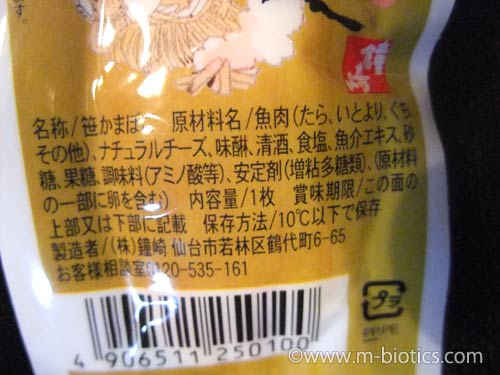 ます。
鐘崎
名称/笹かまぼこ 原材料名/魚肉(たら、いとより、ぐち、
その他)、ナチュラルチーズ、味醂、清酒、食塩、魚介エキス、砂
糖、果糖、調味料(アミノ酸等)、安定剤(増粘多糖類)、(原材料
の一部に卵を含む) 内容量/1枚 賞味期限/この面の
上部又は下部に記載 保存方法/10℃以下で保存
製造者/(株)鐘崎 仙台市若林区鶴代町6-65
お客様相談室0120-535-161
プラ
PP,PE
4 906511 250100
©www.m-biotics.com